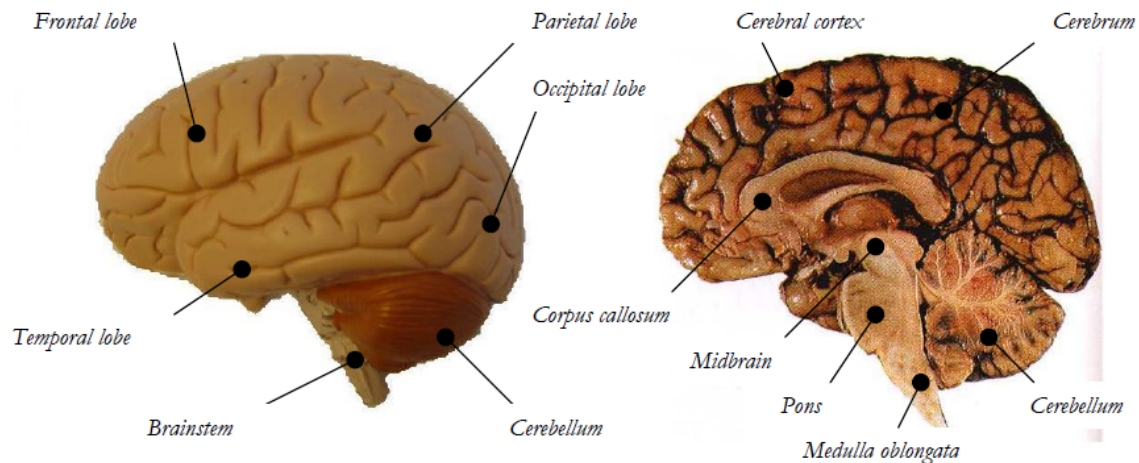 Frontal lobe
Parietal lobe
Cerebral cortex
Cerebrum
Occipital lobe
Corpus callosum
Temporal lobe
Midbrain
Pons
Cerebellum
Brainstem
Cerebellum
Medulla oblongata